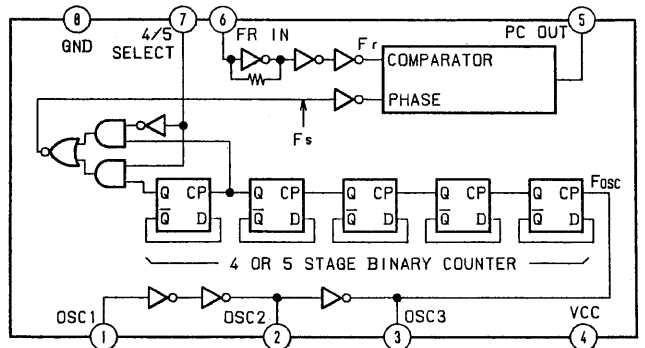 8 7 6 5
GND 4/5 SELECT FR IN Fr PC OUT
COMPARATOR
PHASE
Fs
Q CP Q CP Q CP Q CP Q CP FOSC
Q̅ D Q̅ D Q̅ D Q̅ D Q̅ D
4 OR 5 STAGE BINARY COUNTER
OSC1 OSC2 OSC3 VCC
1 2 3 4